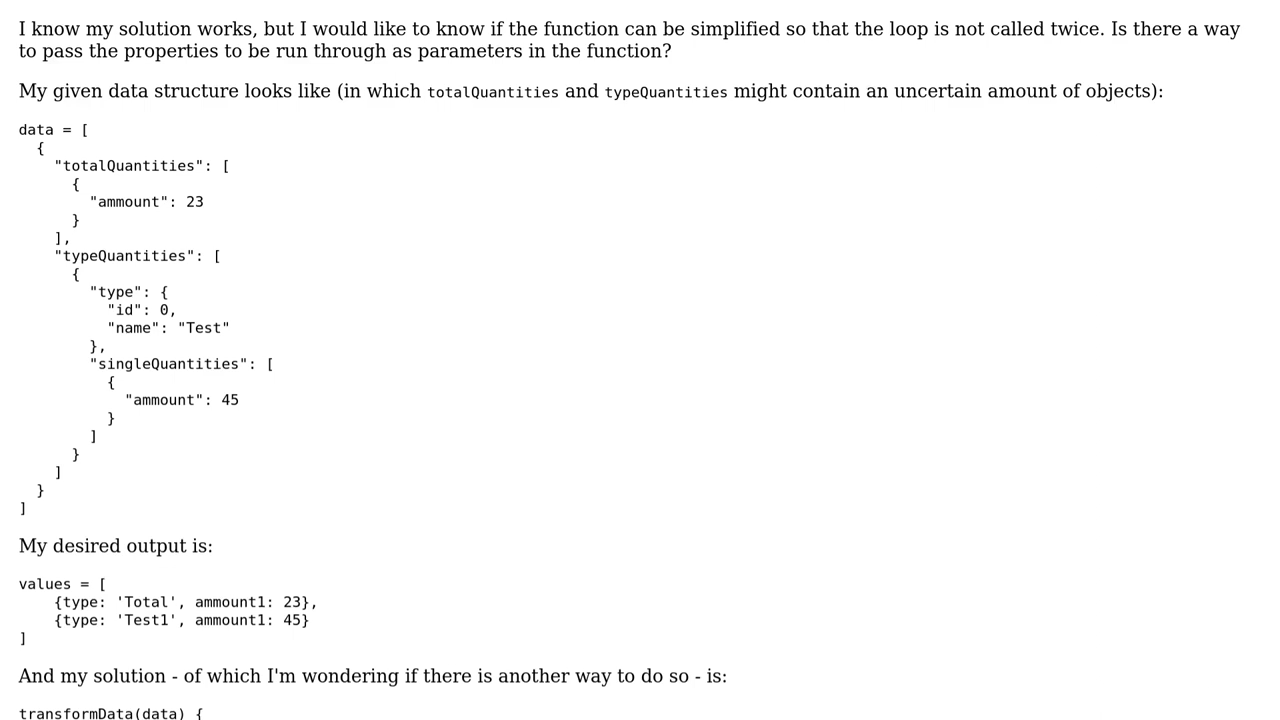 I know my solution works, but I would like to know if the function can be simplified so that the loop is not called twice. Is there a way
to pass the properties to be run through as parameters in the function?
My given data structure looks like (in which totalQuantities and typeQuantities might contain an uncertain amount of objects):
data = [
  {
    "totalQuantities": [
      {
        "ammount": 23
      }
    ],
    "typeQuantities": [
      {
        "type": {
          "id": 0,
          "name": "Test"
        },
        "singleQuantities": [
          {
            "ammount": 45
          }
        ]
      }
    ]
  }
]
My desired output is:
values = [
    {type: 'Total', ammount1: 23},
    {type: 'Test1', ammount1: 45}
]
And my solution - of which I'm wondering if there is another way to do so - is:
transformData(data) {